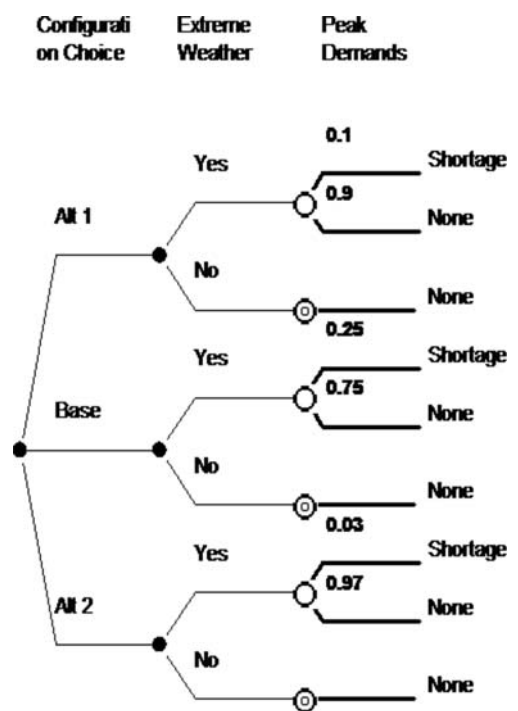 Configurati Extreme Peak
on Choice Weather Demands
0.1
Shortage
Yes
0.9
None
Alt 1
No
None
0.25
Shortage
Yes
0.75
None
Base
No
None
0.03
Shortage
Yes
0.97
None
Alt 2
No
None